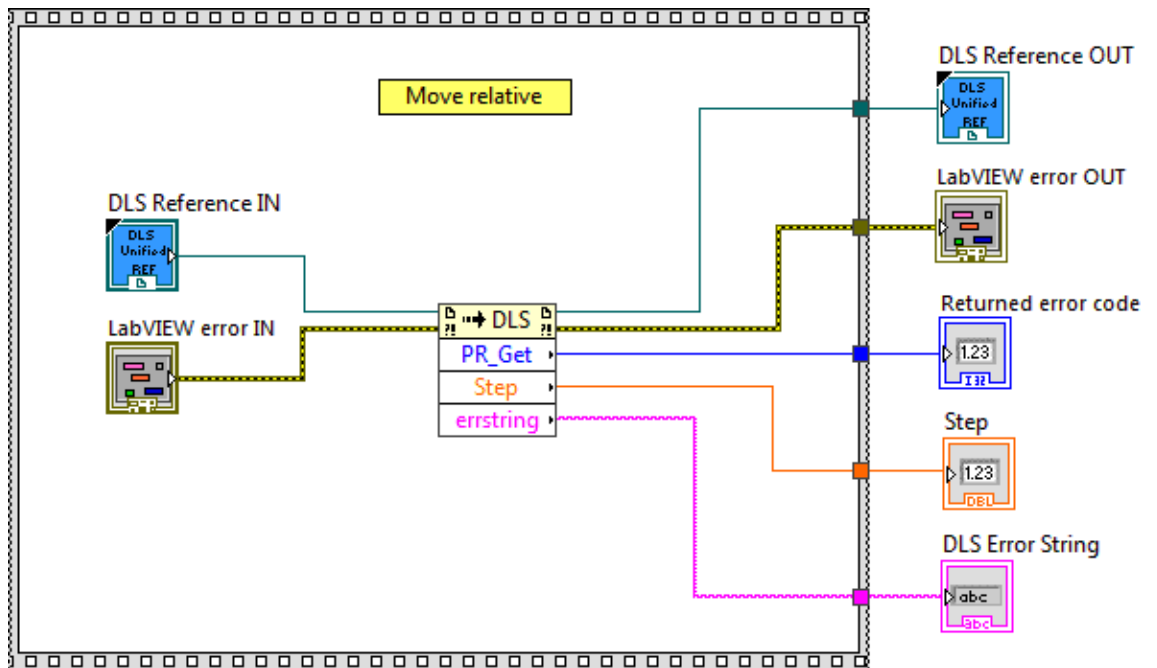 DLS Reference OUT
DLS
Unified
REF
Move relative
LabVIEW error OUT
DLS Reference IN
DLS
Unified
REF
DLS
?!
?!
LabVIEW error IN
PR_Get
Step
errstring
Returned error code
1.23
I32
Step
1.23
DBL
DLS Error String
abc
abc